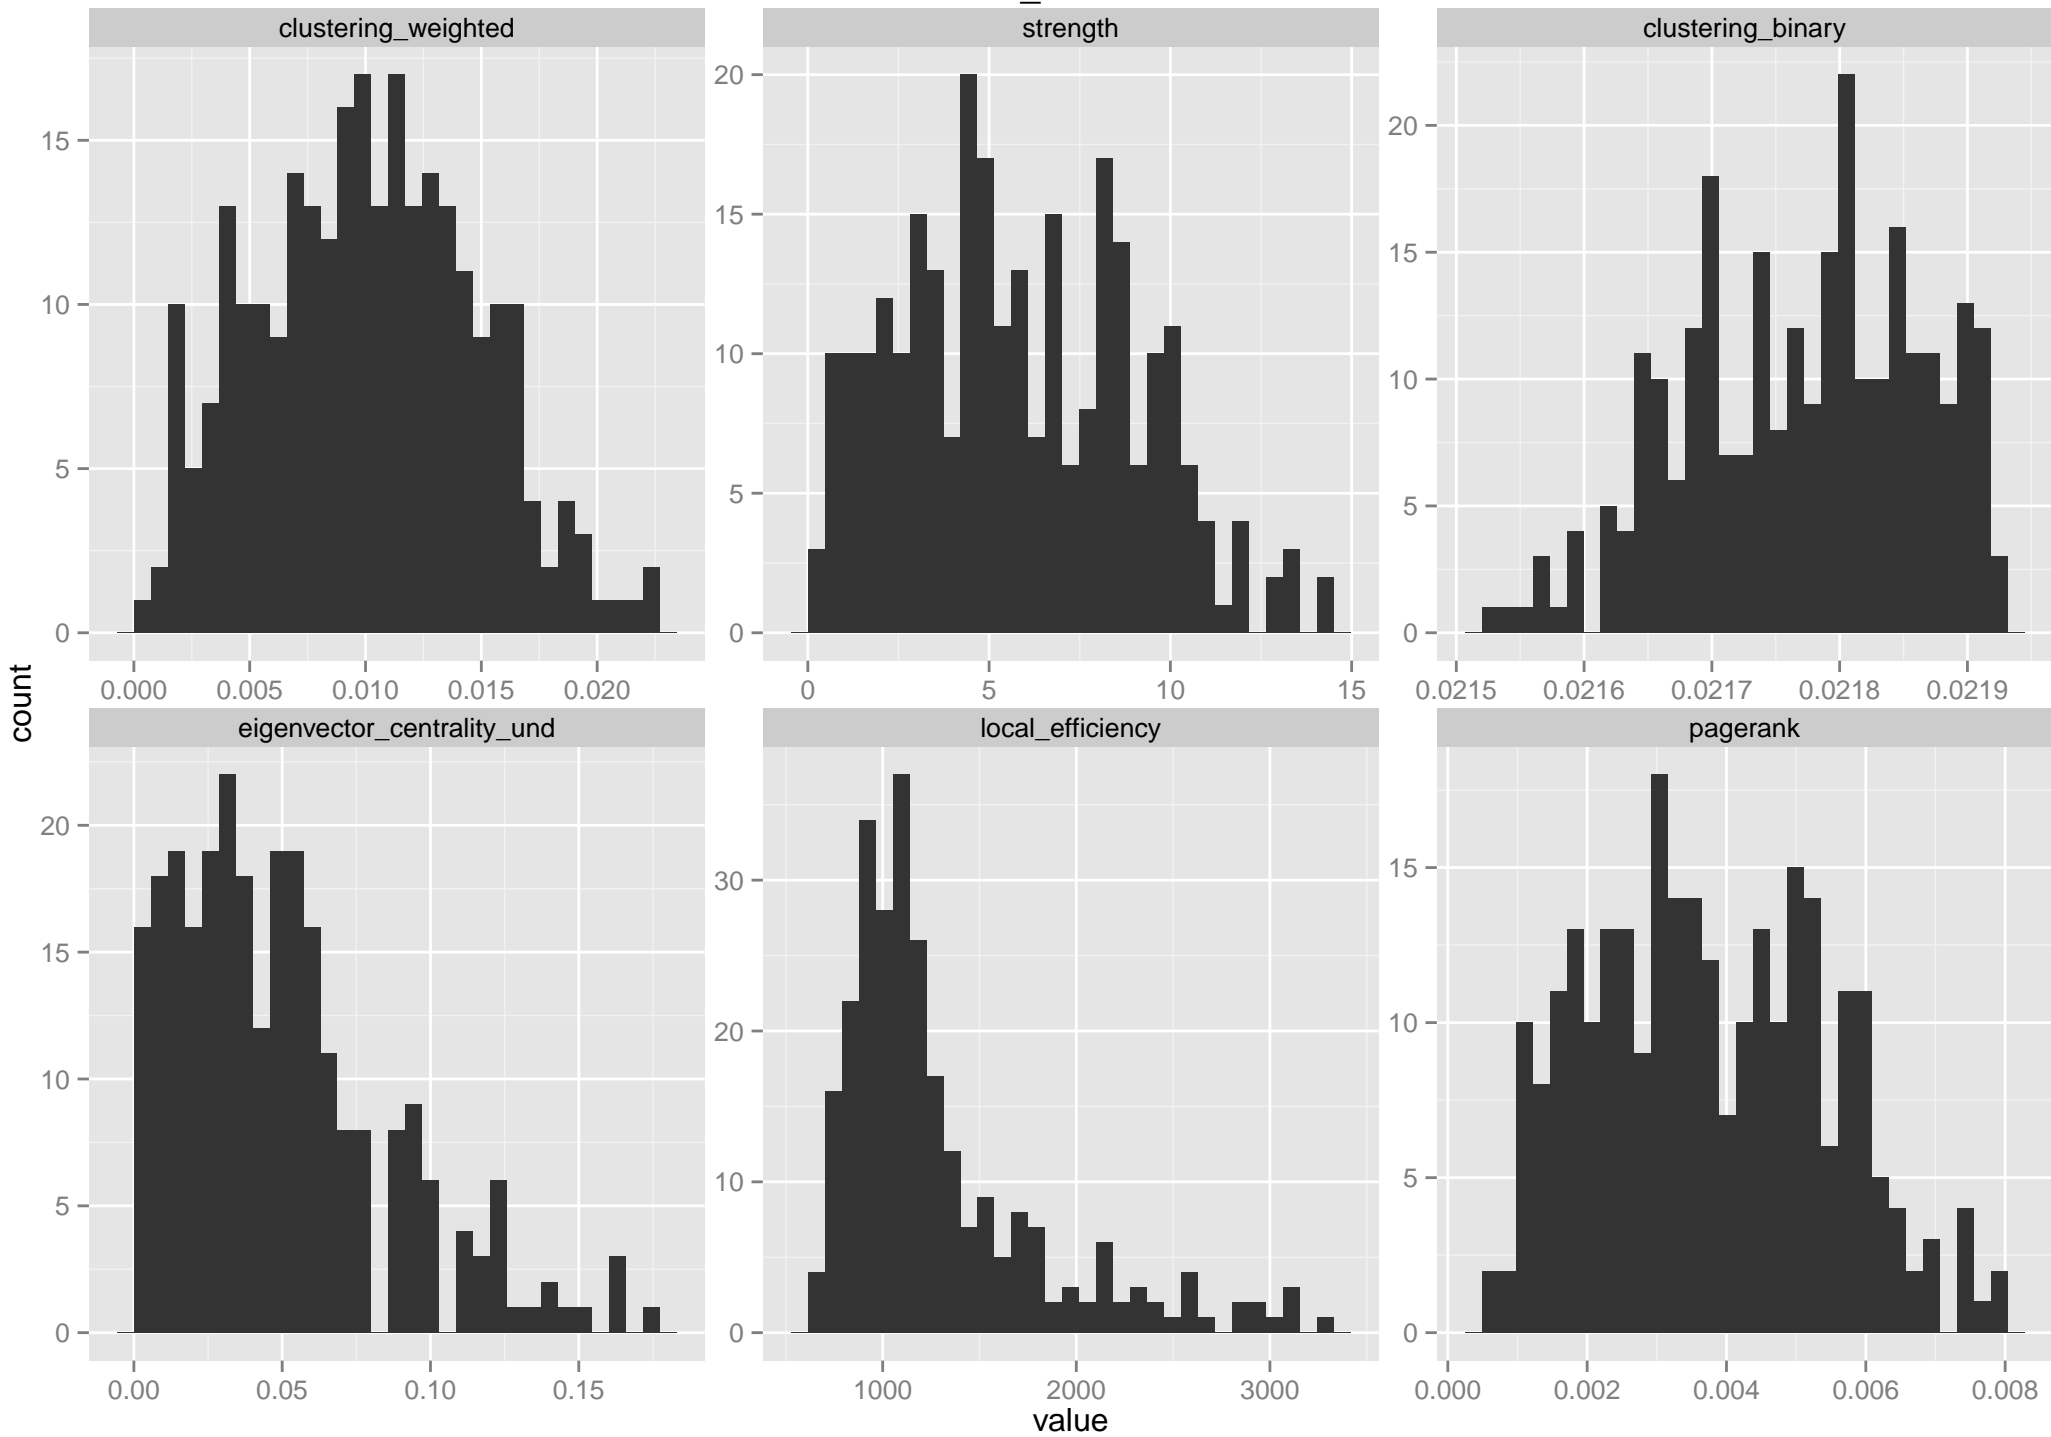 clustering_weighted strength clustering_binary
20
20
15
15
15
10
10
10
5
5
5
0
0
0
0.000 0.005 0.010 0.015 0.020
0 5 10 15
0.0215 0.0216 0.0217 0.0218 0.0219
count
eigenvector_centrality_und local_efficiency pagerank
20
30
15
15
20
10
10
10
5
5
0
0
0
0.00 0.05 0.10 0.15
1000 2000 3000
0.000 0.002 0.004 0.006 0.008
value